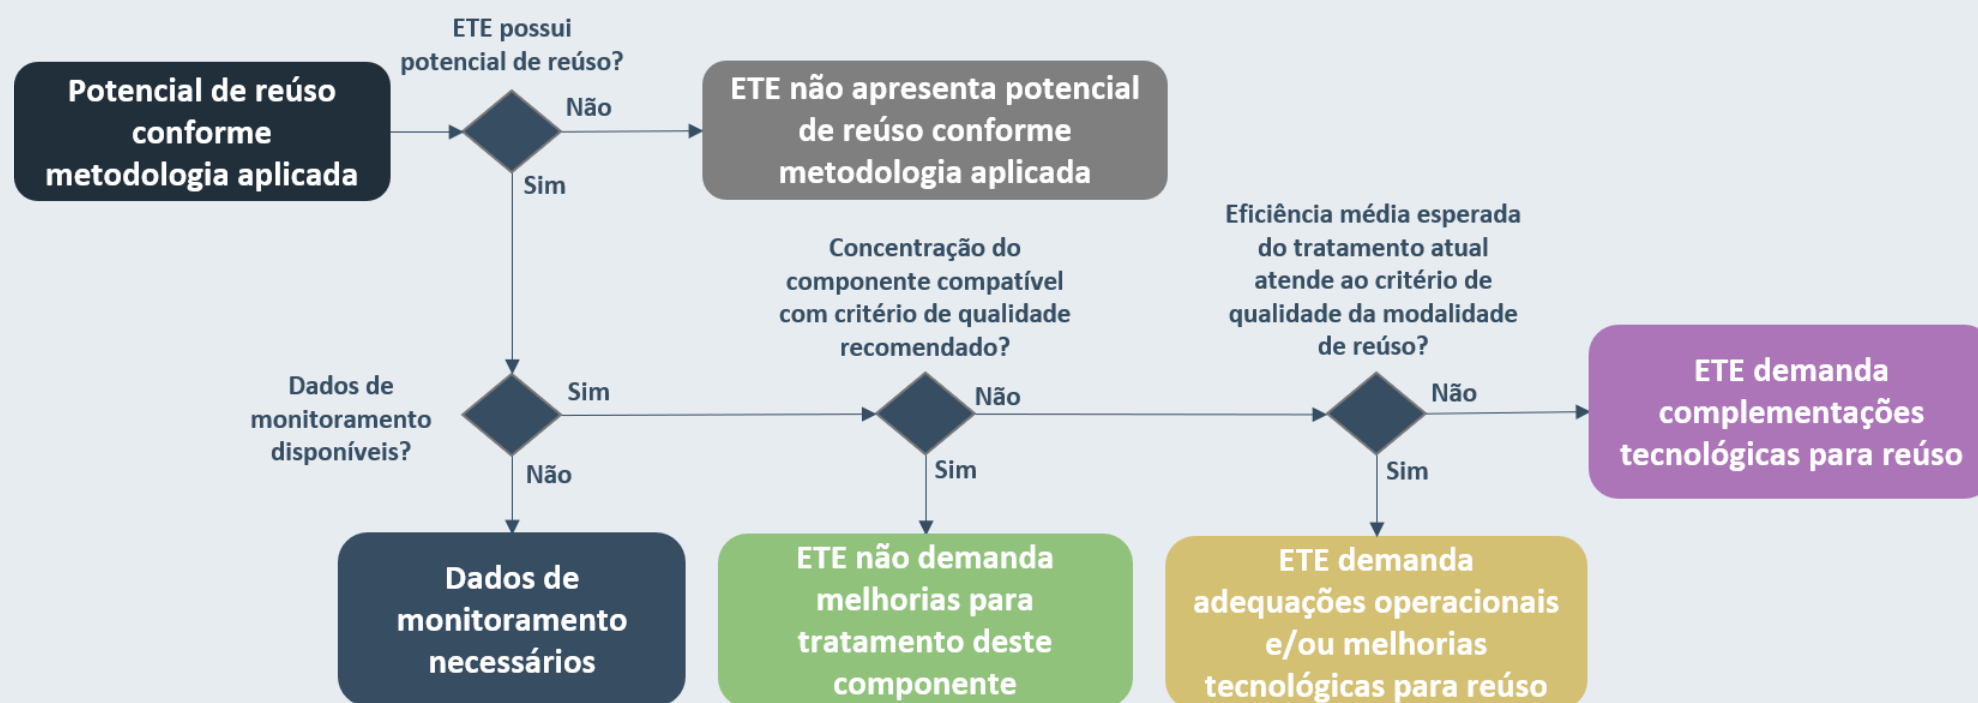 ETE possui
potencial de reúso?
Potencial de reúso
conforme
metodologia aplicada
Não
Sim
ETE não apresenta potencial
de reúso conforme
metodologia aplicada
Dados de
monitoramento
disponíveis?
Sim
Não
Concentração do
componente compatível
com critério de qualidade
recomendado?
Não
Sim
Eficiência média esperada
do tratamento atual
atende ao critério de
qualidade da modalidade
de reúso?
Não
Sim
ETE demanda
complementações
tecnológicas para reúso
Dados de
monitoramento
necessários
ETE não demanda
melhorias para
tratamento deste
componente
ETE demanda
adequações operacionais
e/ou melhorias
tecnológicas para reúso